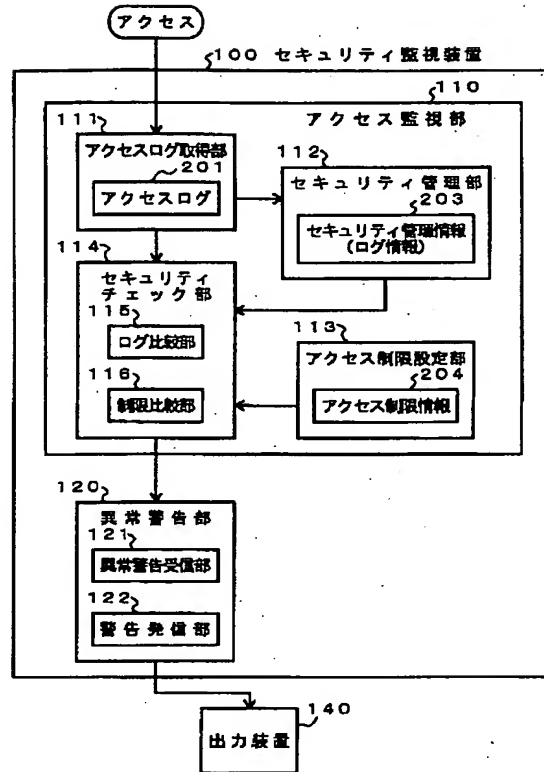 アクセス
100 セキュリティ監視装置
110
アクセス監視部
111
アクセスログ取得部
201
アクセスログ
112
セキュリティ管理部
203
セキュリティ管理情報
(ログ情報)
114
セキュリティ
チェック部
115
ログ比較部
116
制限比較部
113
アクセス制限設定部
204
アクセス制限情報
120
異常警告部
121
異常警告受信部
122
警告発信部
140
出力装置